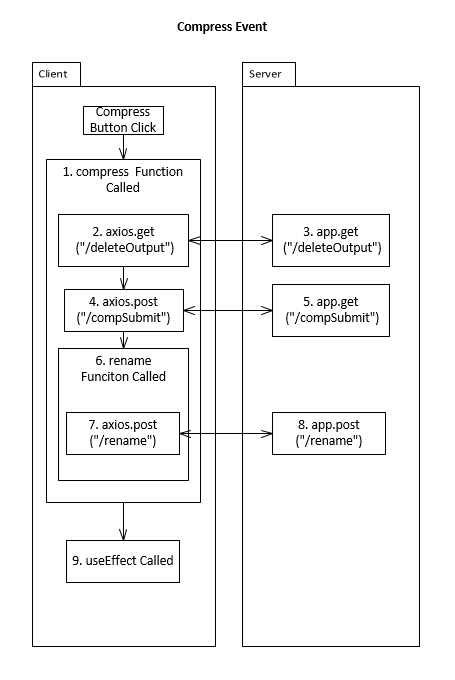 Compress Event
Client
Server
Compress
Button Click
1. compress Function
Called
2. axios.get
("/deleteOutput")
3. app.get
("/deleteOutput")
4. axios.post
("/compSubmit")
5. app.get
("/compSubmit")
6. rename
Funciton Called
7. axios.post
("/rename")
8. app.post
("/rename")
9. useEffect Called